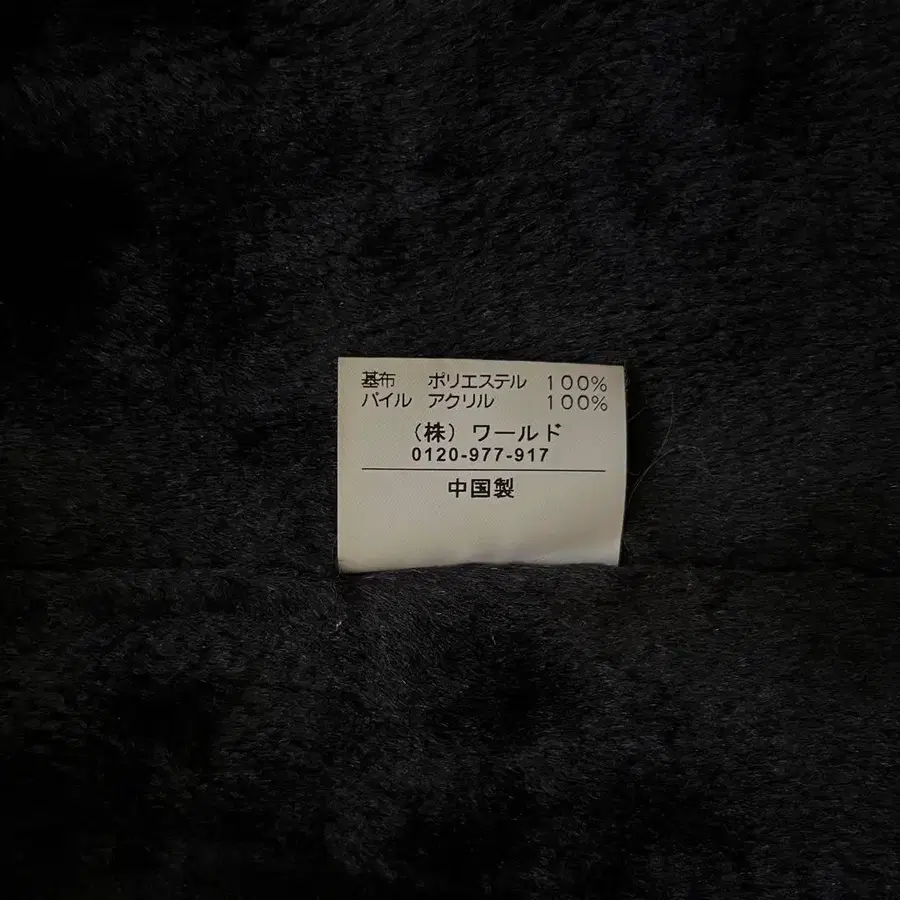 基布 ポリエステル 100%
パイル アクリル 100%
（株）ワールド
0120-977-917
中国製